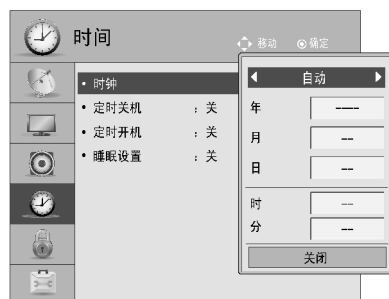 时间
移动 ◉确定
• 时钟
• 定时关机 : 关
• 定时开机 : 关
• 睡眠设置 : 关
◀ 自动 ▶
年 ----
月 --
日 --
时 --
分 --
关闭